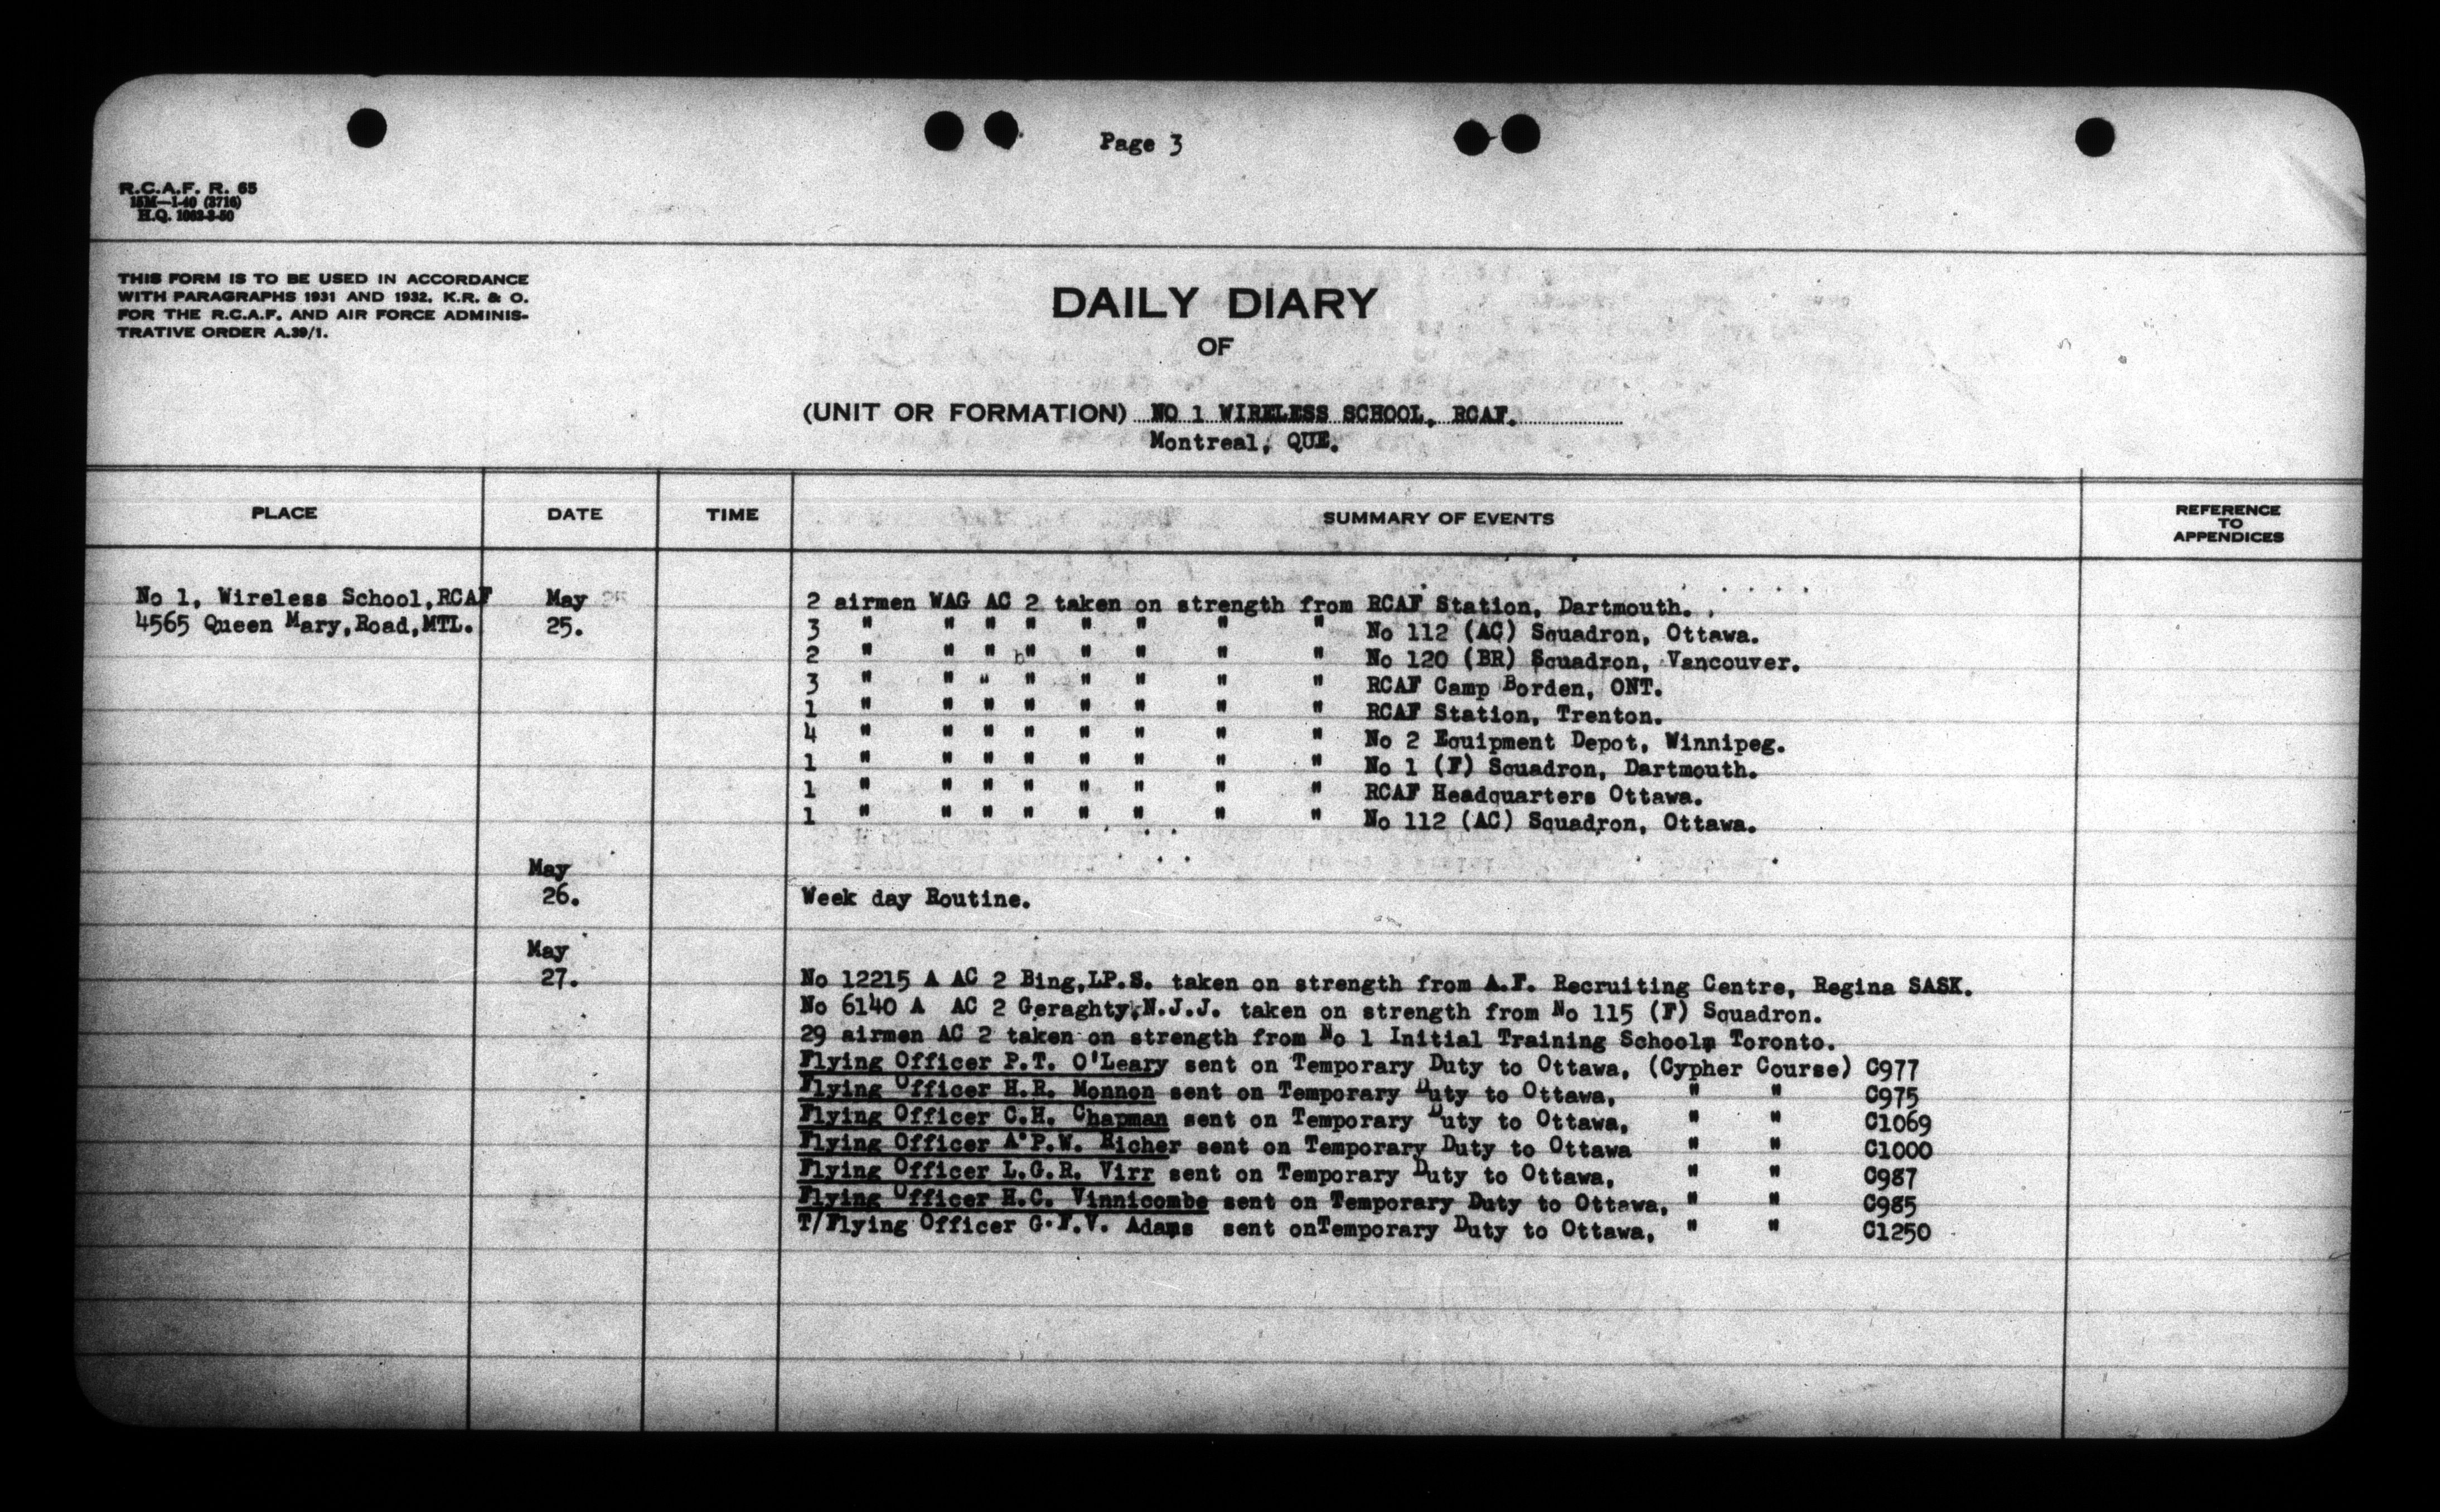 Page 3
R.C.A.F. R. 65
15M—1-40 (3716)
H.Q. 1062-3-50
THIS FORM IS TO BE USED IN ACCORDANCE
WITH PARAGRAPHS 1931 AND 1932, K.R. & O.
FOR THE R.C.A.F. AND AIR FORCE ADMINIS-
TRATIVE ORDER A.39/1.
DAILY DIARY
OF
(UNIT OR FORMATION) NO 1 WIRELESS SCHOOL, RCAF.
Montreal, QUE.
PLACE DATE TIME SUMMARY OF EVENTS REFERENCE TO APPENDICES
No 1, Wireless School,RCAF May 2 airmen WAG AC 2 taken on strength from RCAF Station, Dartmouth.
4565 Queen Mary,Road,MTL. 25. 3 " " " " " " " " No 112 (AC) Squadron, Ottawa.
2 " " " " " " " " No 120 (BR) Squadron, Vancouver.
3 " " " " " " " " RCAF Camp Borden, ONT.
1 " " " " " " " " RCAF Station, Trenton.
4 " " " " " " " " No 2 Equipment Depot, Winnipeg.
1 " " " " " " " " No 1 (F) Squadron, Dartmouth.
1 " " " " " " " " RCAF Headquarters Ottawa.
1 " " " " " " " " No 112 (AC) Squadron, Ottawa.
May
26. Week day Routine.
May
27. No 12215 A AC 2 Bing,LP.S. taken on strength from A.F. Recruiting Centre, Regina SASK.
No 6140 A AC 2 Geraghty,N.J.J. taken on strength from No 115 (F) Squadron.
29 airmen AC 2 taken on strength from No 1 Initial Training School, Toronto.
Flying Officer P.T. O'Leary sent on Temporary Duty to Ottawa, (Cypher Course) C977
Flying Officer H.R. Monnon sent on Temporary Duty to Ottawa, " " C975
Flying Officer C.H. Chapman sent on Temporary Duty to Ottawa, " " C1069
Flying Officer A.P.W. Richer sent on Temporary Duty to Ottawa " " C1000
Flying Officer L.G.R. Virr sent on Temporary Duty to Ottawa, " " C987
Flying Officer H.C. Vinnicombe sent on Temporary Duty to Ottawa, " " C985
T/Flying Officer G.F.V. Adams sent onTemporary Duty to Ottawa, " " C1250